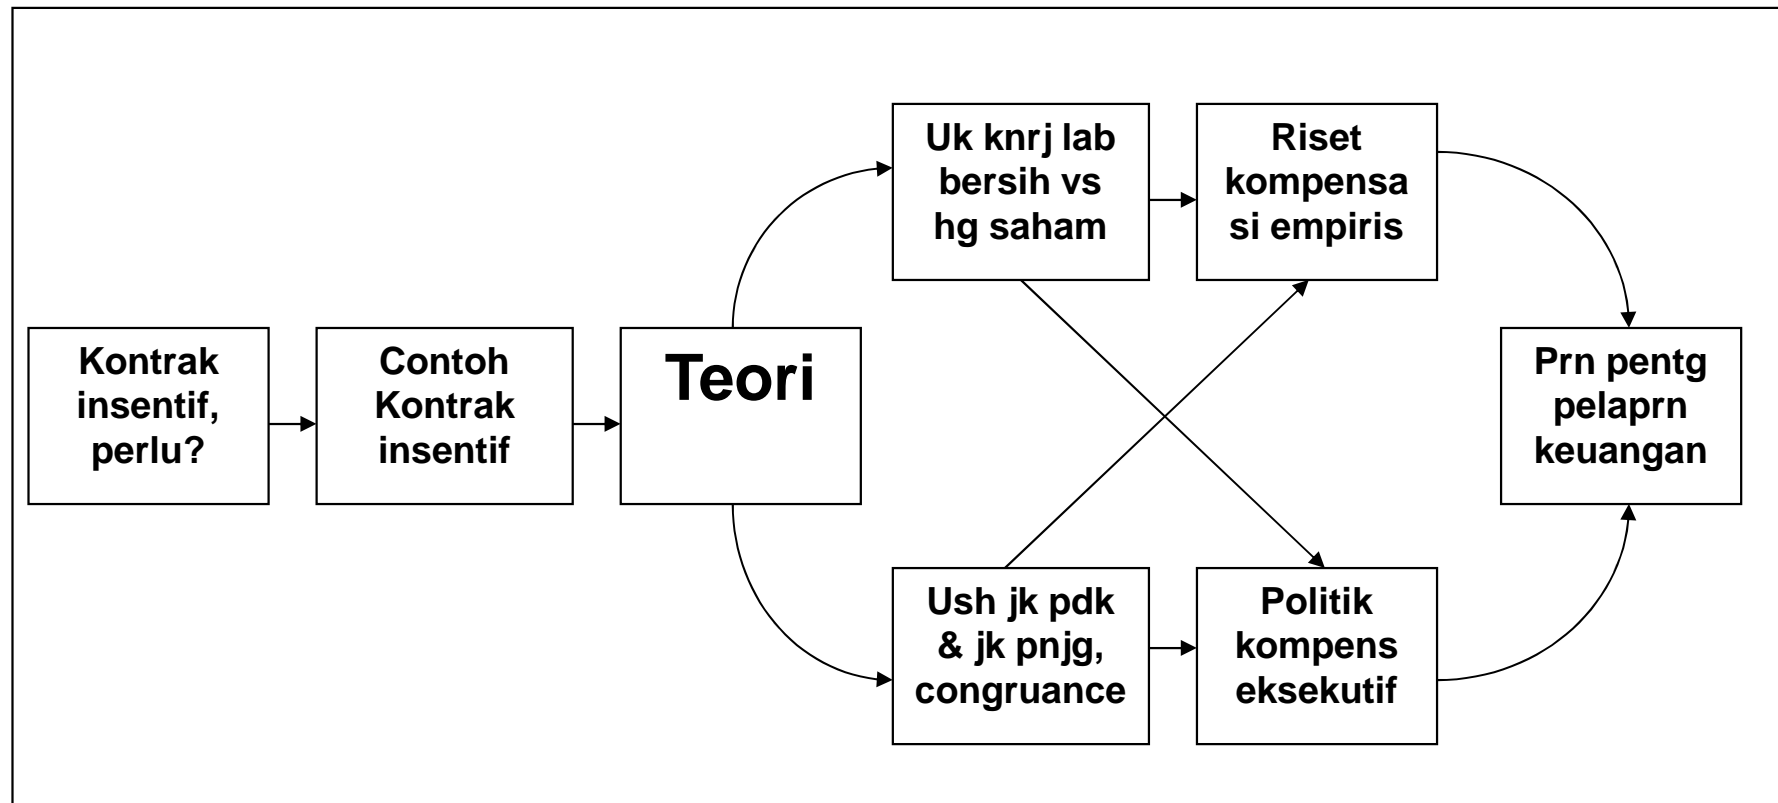 Kontrak
insentif,
perlu?
Contoh
Kontrak
insentif
Teori
Uk knrj lab
bersih vs
hg saham
Riset
kompensa
si empiris
Ush jk pdk
& jk pnjg,
congruance
Politik
kompens
eksekutif
Prn pentg
pelaprn
keuangan